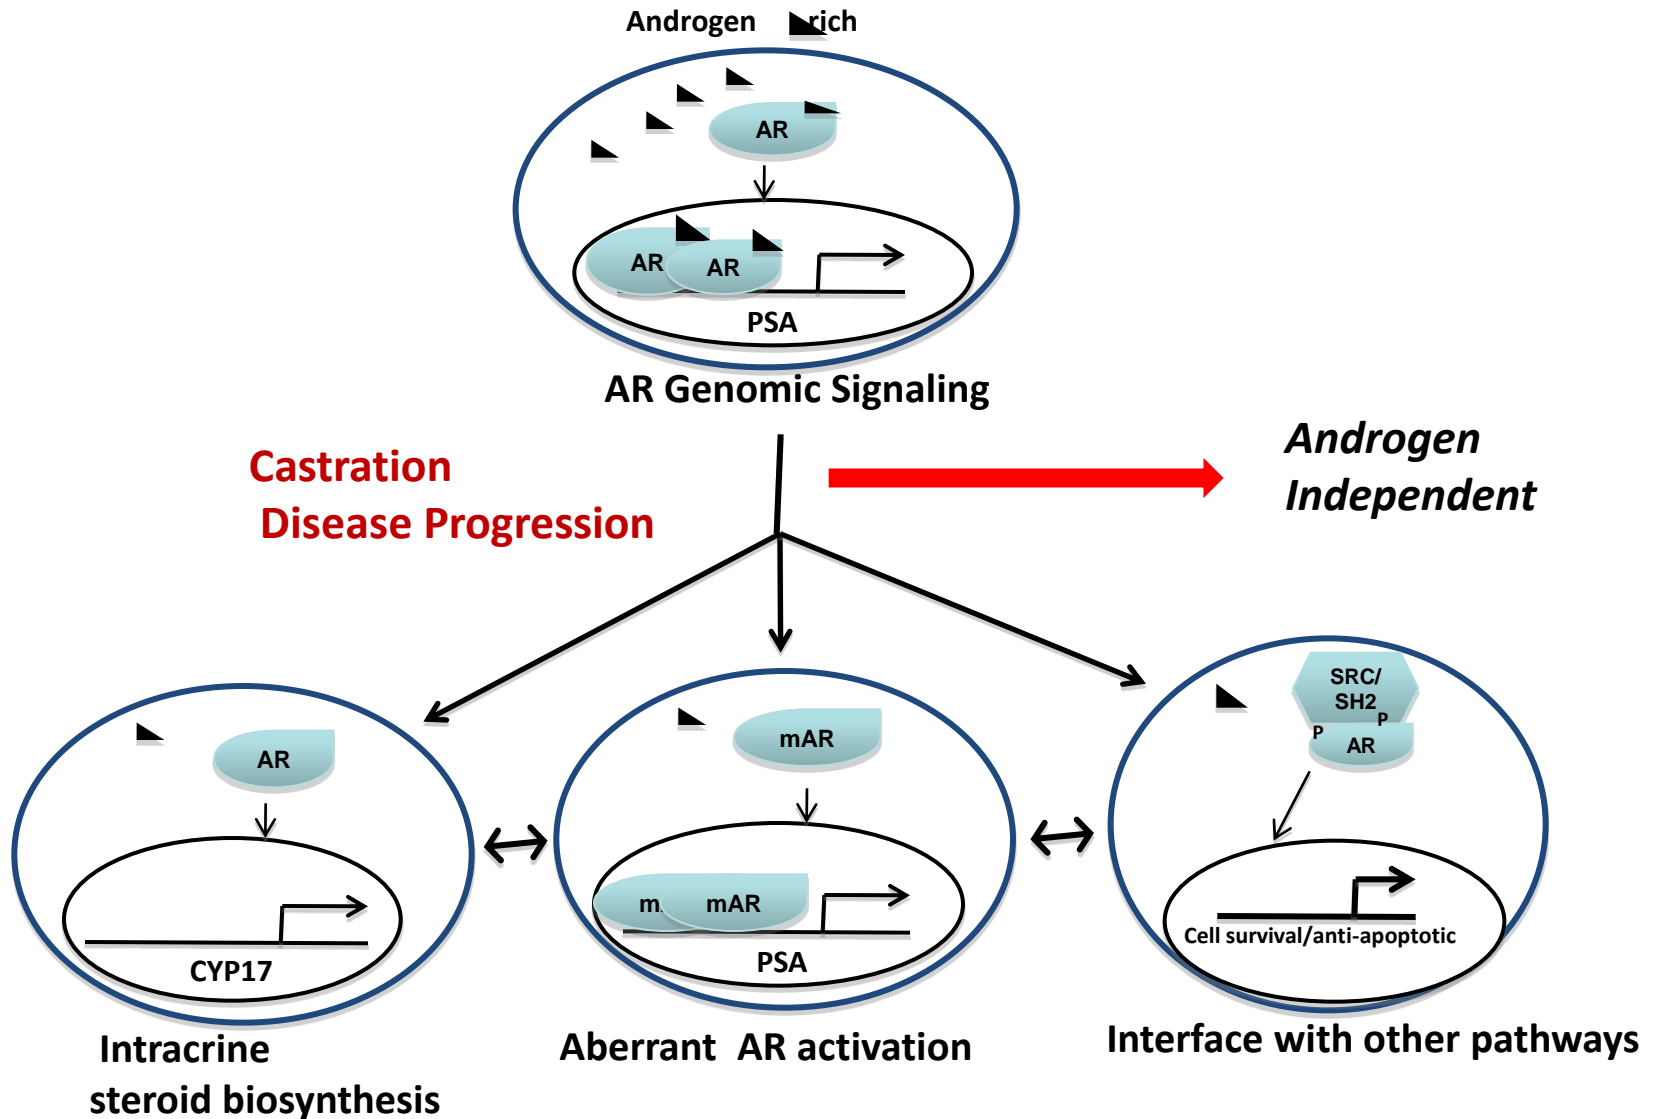 Androgen rich
AR
AR
AR
PSA
AR Genomic Signaling
Castration
Disease Progression
Androgen
Independent
AR
CYP17
Intracrine
steroid biosynthesis
mAR
m
mAR
PSA
Aberrant AR activation
SRC/
SH2
P
P
AR
Cell survival/anti-apoptotic
Interface with other pathways